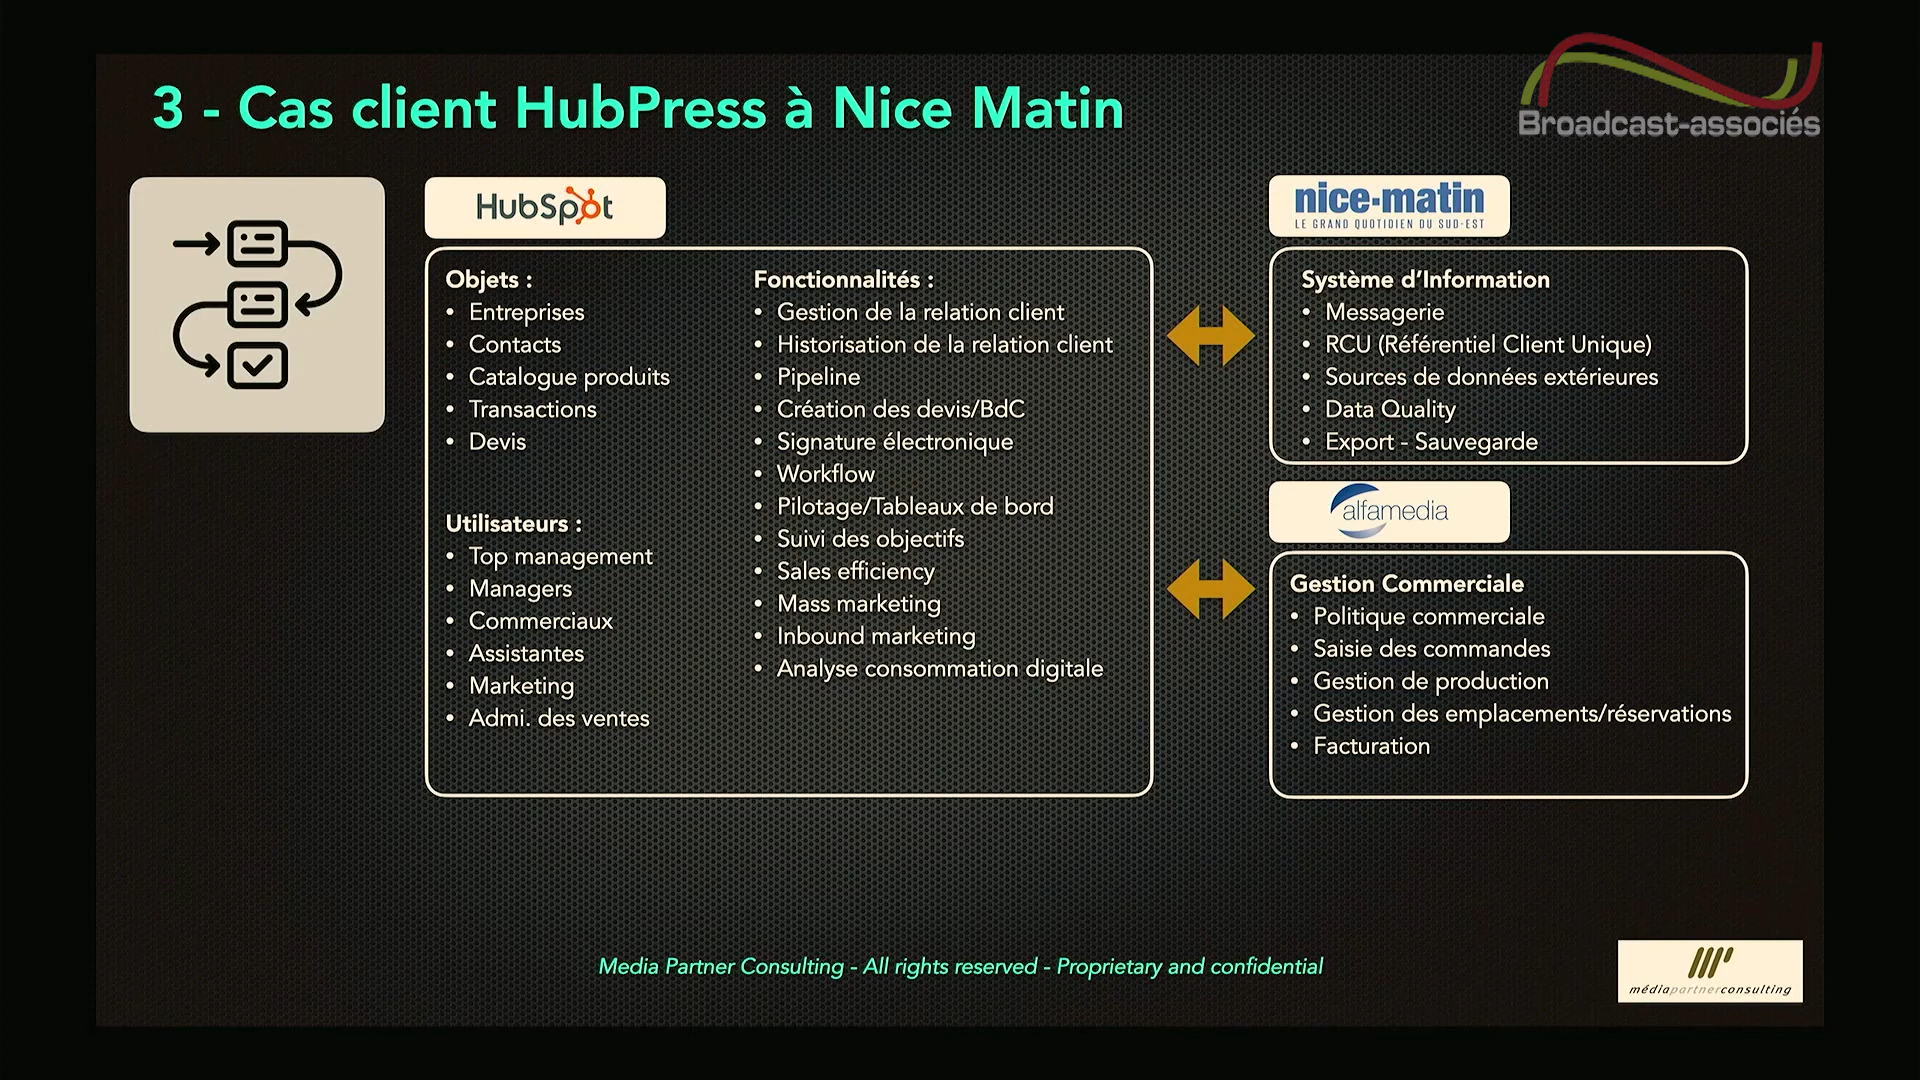 3 - Cas client HubPress à Nice Matin
Broadcast-associés
HubSpot
Objets :
• Entreprises
• Contacts
• Catalogue produits
• Transactions
• Devis
Utilisateurs :
• Top management
• Managers
• Commerciaux
• Assistantes
• Marketing
• Admi. des ventes
Fonctionnalités :
• Gestion de la relation client
• Historisation de la relation client
• Pipeline
• Création des devis/BdC
• Signature électronique
• Workflow
• Pilotage/Tableaux de bord
• Suivi des objectifs
• Sales efficiency
• Mass marketing
• Inbound marketing
• Analyse consommation digitale
nice-matin
LE GRAND QUOTIDIEN DU SUD-EST
Système d’Information
• Messagerie
• RCU (Référentiel Client Unique)
• Sources de données extérieures
• Data Quality
• Export - Sauvegarde
alfamedia
Gestion Commerciale
• Politique commerciale
• Saisie des commandes
• Gestion de production
• Gestion des emplacements/réservations
• Facturation
Media Partner Consulting - All rights reserved - Proprietary and confidential
médiapartnerconsulting